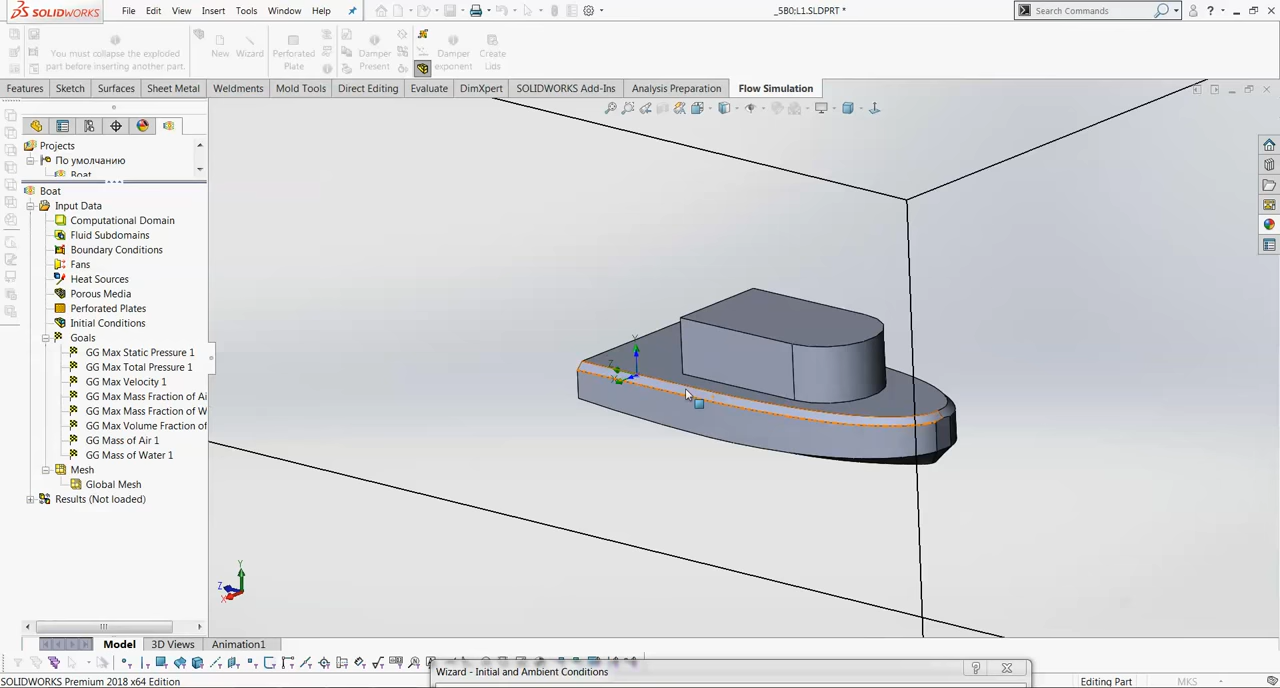 SOLIDWORKS File Edit View Insert Tools Window Help _5B0;L1.SLDPRT * Search Commands ?
You must collapse the exploded part before inserting another part.
New Wizard
Perforated Plate
Damper Present
Damper exponent
Create Lids
Features Sketch Surfaces Sheet Metal Weldments Mold Tools Direct Editing Evaluate DimXpert SOLIDWORKS Add-Ins Analysis Preparation Flow Simulation
Projects
По умолчанию
Boat
Boat
Input Data
Computational Domain
Fluid Subdomains
Boundary Conditions
Fans
Heat Sources
Porous Media
Perforated Plates
Initial Conditions
Goals
GG Max Static Pressure 1
GG Max Total Pressure 1
GG Max Velocity 1
GG Max Mass Fraction of Ai
GG Max Mass Fraction of W
GG Max Volume Fraction of
GG Mass of Air 1
GG Mass of Water 1
Mesh
Global Mesh
Results (Not loaded)
Y
Z
X
Y
Z
X
Model 3D Views Animation1
Wizard - Initial and Ambient Conditions ?
SOLIDWORKS Premium 2018 x64 Edition Editing Part MKS